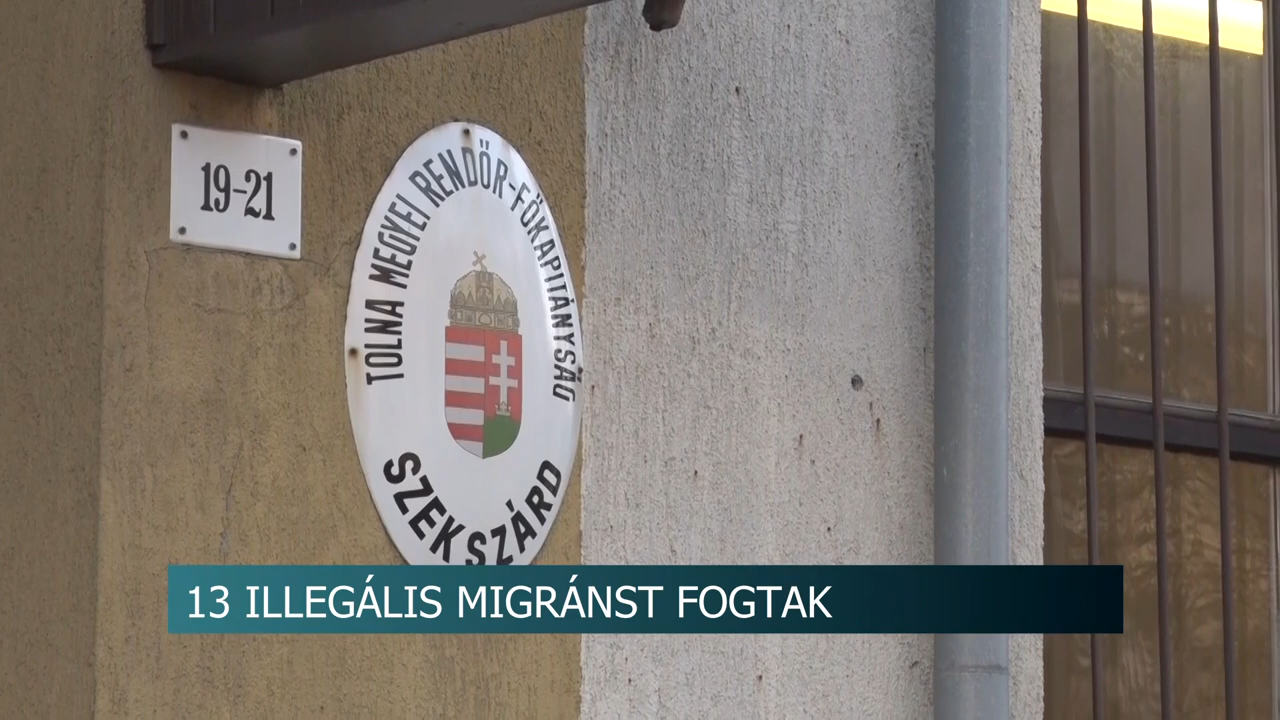 19-21
TOLNA MEGYEI RENDŐR-FŐKAPITÁNYSÁG
SZEKSZÁRD
13 ILLEGÁLIS MIGRÁNST FOGTAK